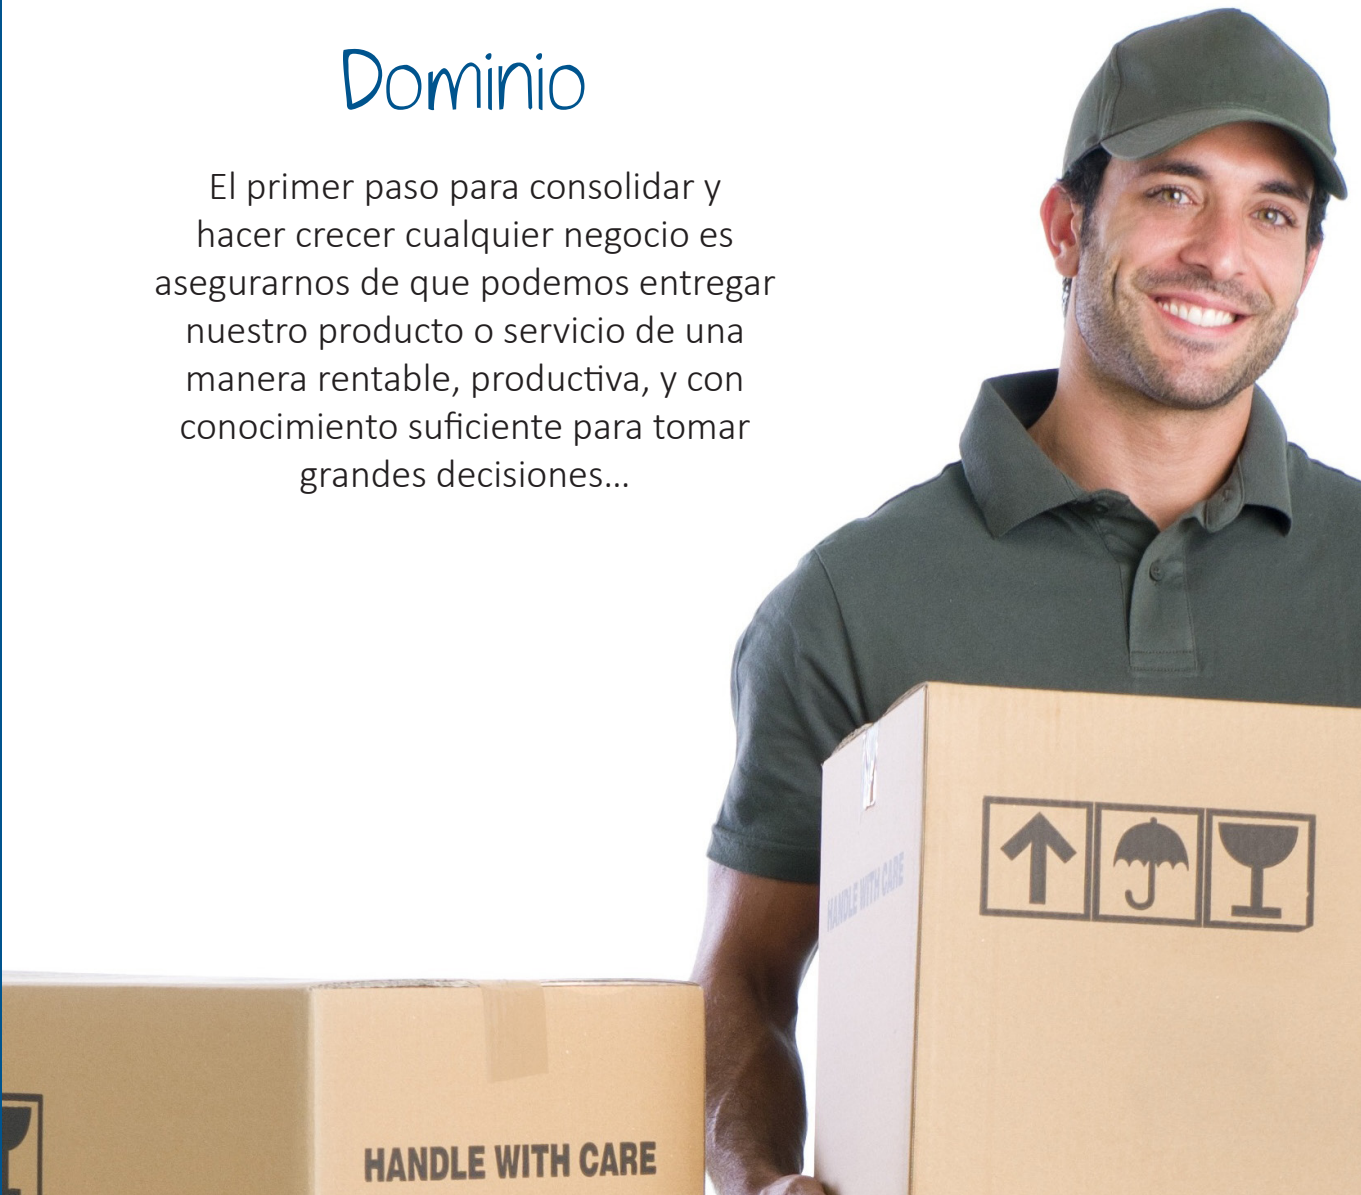 Dominio
El primer paso para consolidar y
hacer crecer cualquier negocio es
asegurarnos de que podemos entregar
nuestro producto o servicio de una
manera rentable, productiva, y con
conocimiento suficiente para tomar
grandes decisiones...
HANDLE WITH CARE
HANDLE WITH CARE